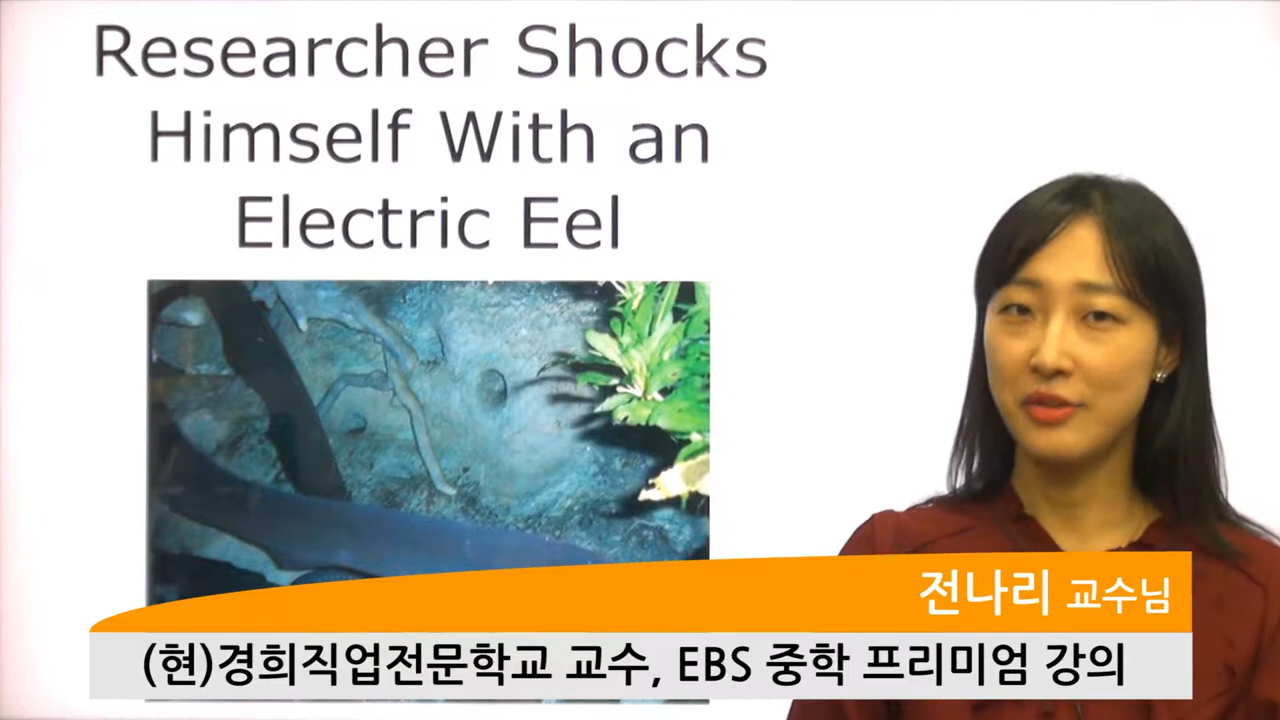 Researcher Shocks
Himself With an
Electric Eel
전나리 교수님
(현)경희직업전문학교 교수, EBS 중학 프리미엄 강의